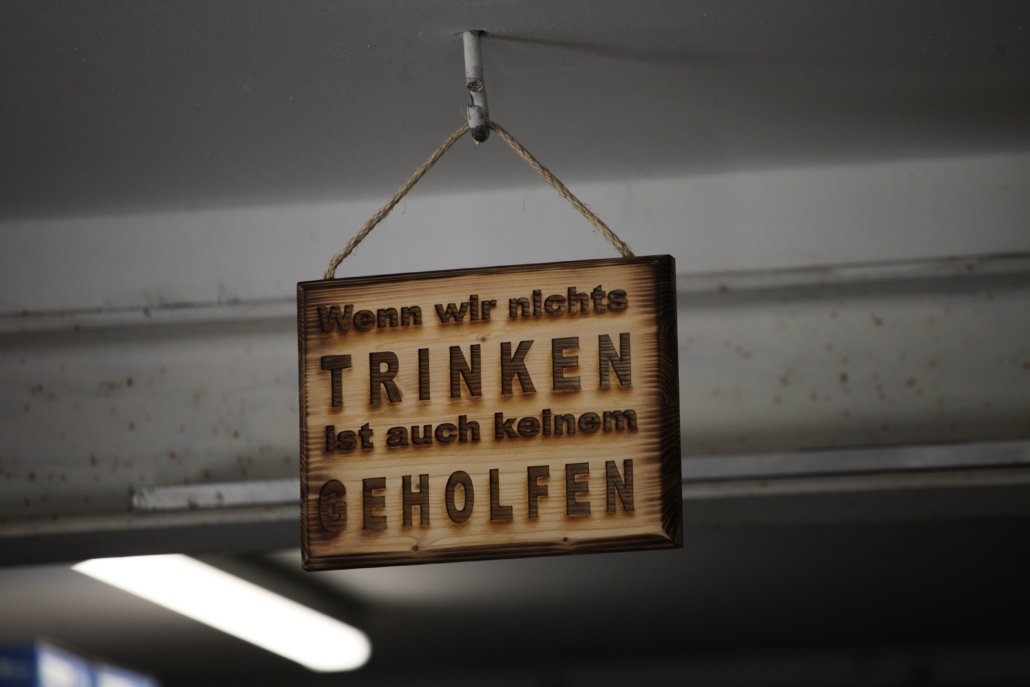 Wenn wir nichts
TRINKEN
ist auch keinem
GEHOLFEN